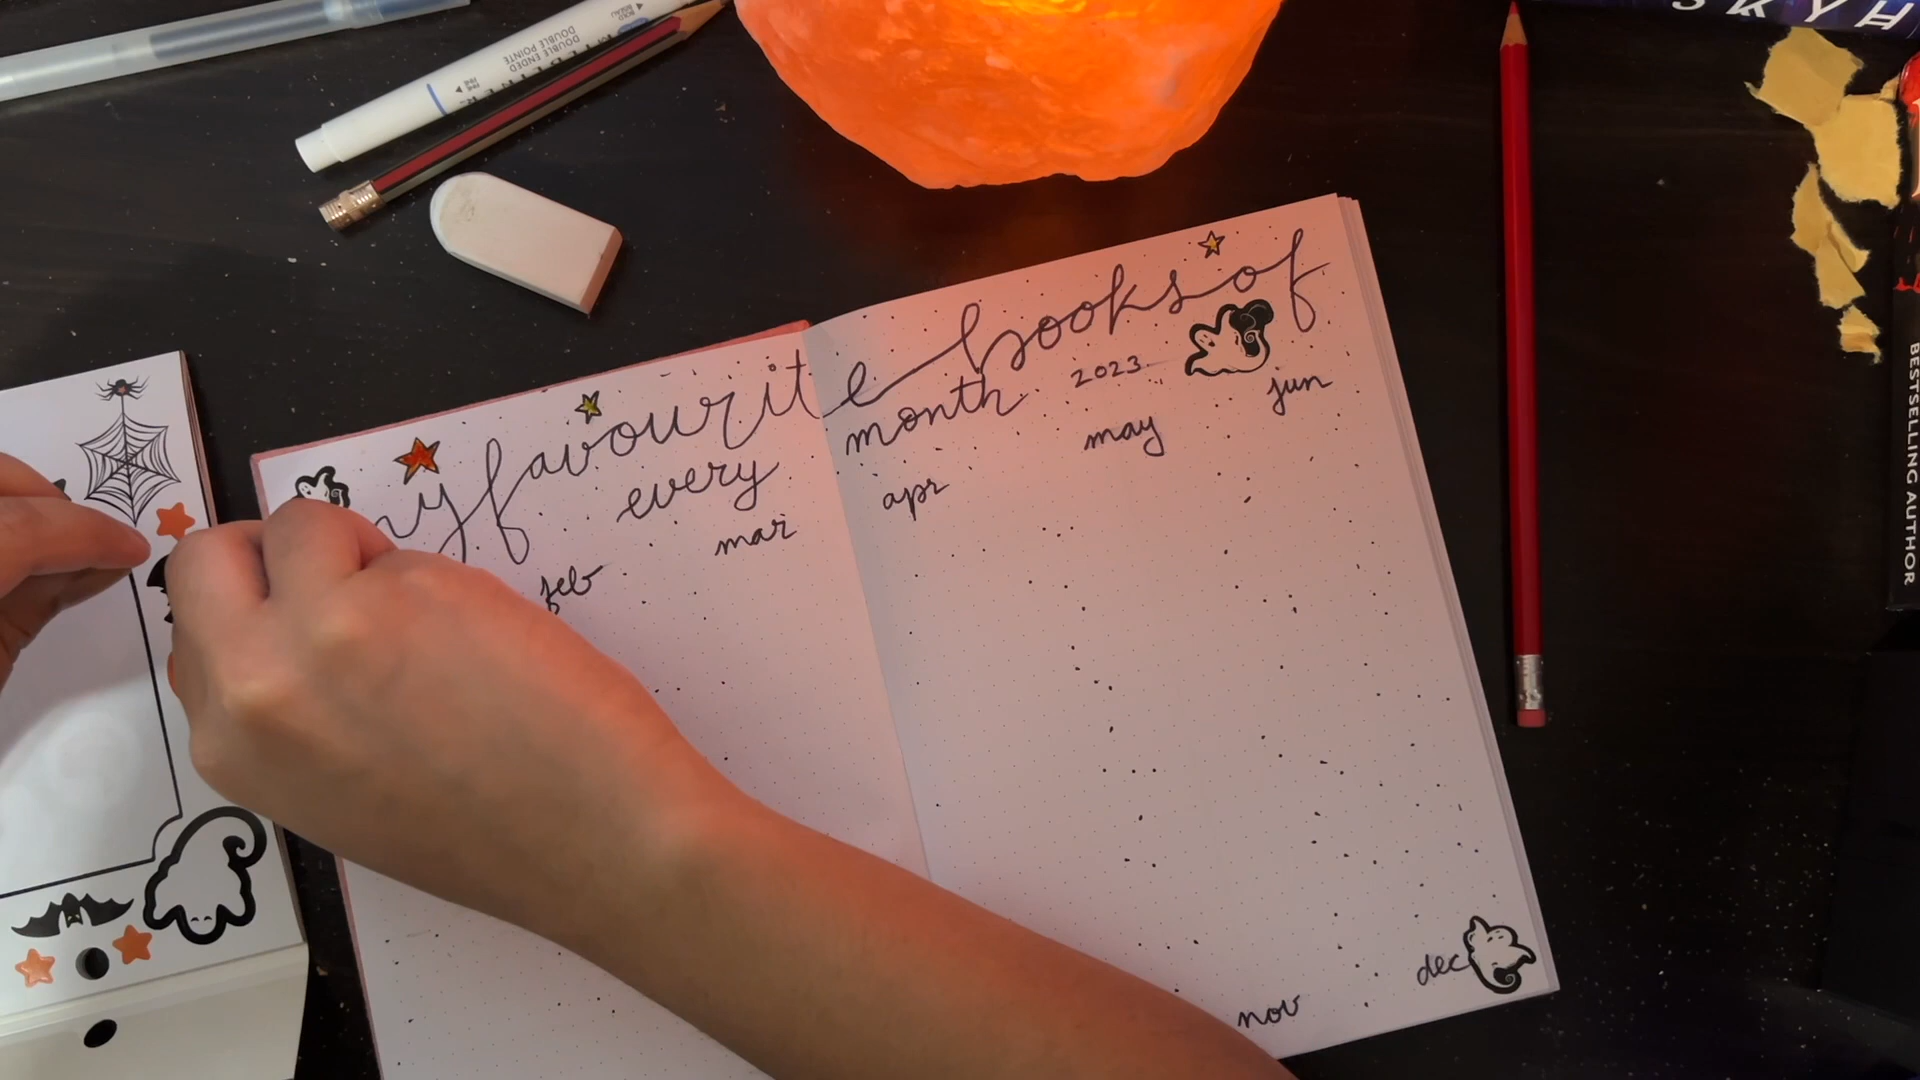 my favourite books of
every month 2023
feb
mar
apr
may
jun
nov
dec
DOUBLE ENDED
DOUBLE POINTE
BESTSELLING AUTHOR